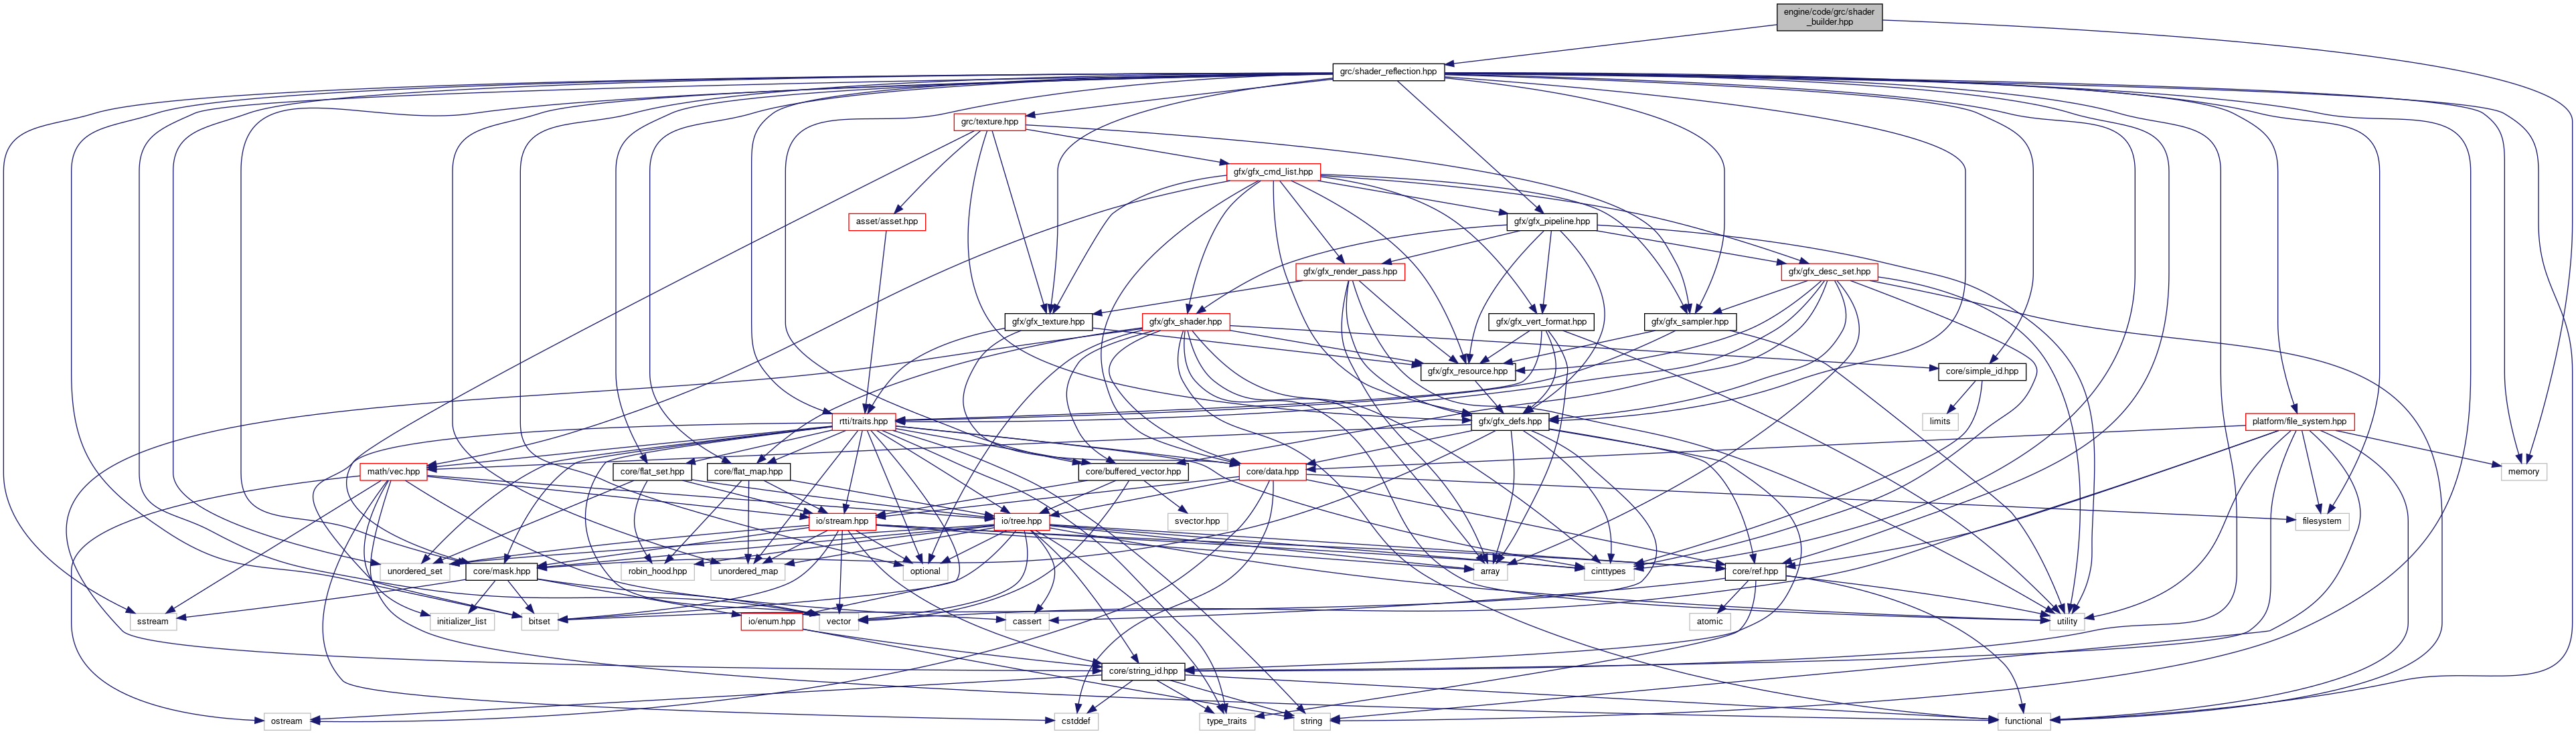 engine/code/grc/shader
_builder.hpp
grc/shader_reflection.hpp
grc/texture.hpp
gfx/gfx_cmd_list.hpp
asset/asset.hpp
gfx/gfx_pipeline.hpp
gfx/gfx_render_pass.hpp
gfx/gfx_desc_set.hpp
gfx/gfx_texture.hpp
gfx/gfx_shader.hpp
gfx/gfx_vert_format.hpp
gfx/gfx_sampler.hpp
gfx/gfx_resource.hpp
core/simple_id.hpp
rtti/traits.hpp
gfx/gfx_defs.hpp
limits
platform/file_system.hpp
math/vec.hpp
core/flat_set.hpp
core/flat_map.hpp
core/buffered_vector.hpp
core/data.hpp
memory
io/stream.hpp
io/tree.hpp
svector.hpp
filesystem
unordered_set
core/mask.hpp
robin_hood.hpp
unordered_map
optional
array
cinttypes
core/ref.hpp
sstream
initializer_list
bitset
io/enum.hpp
vector
cassert
atomic
utility
core/string_id.hpp
ostream
cstddef
type_traits
string
functional